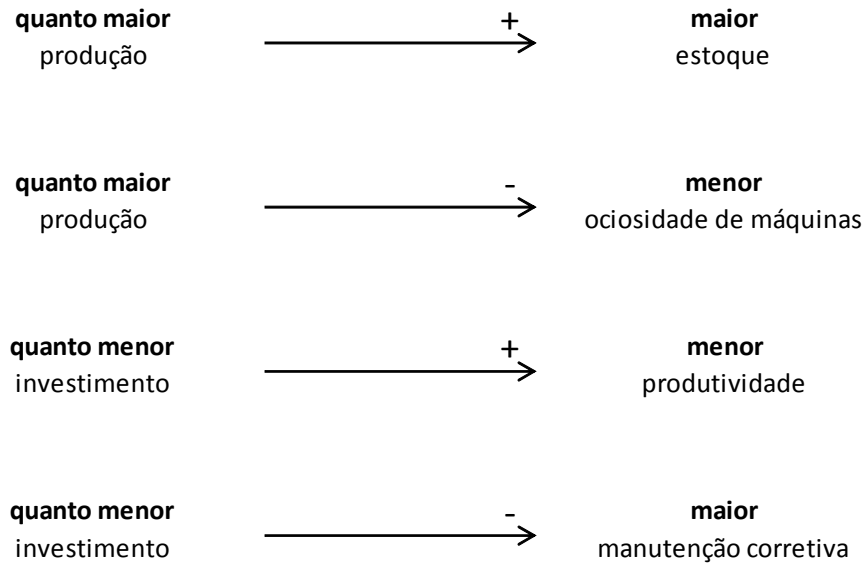 quanto maior + maior
produção estoque
quanto maior - menor
produção ociosidade de máquinas
quanto menor + menor
investimento produtividade
quanto menor - maior
investimento manutenção corretiva